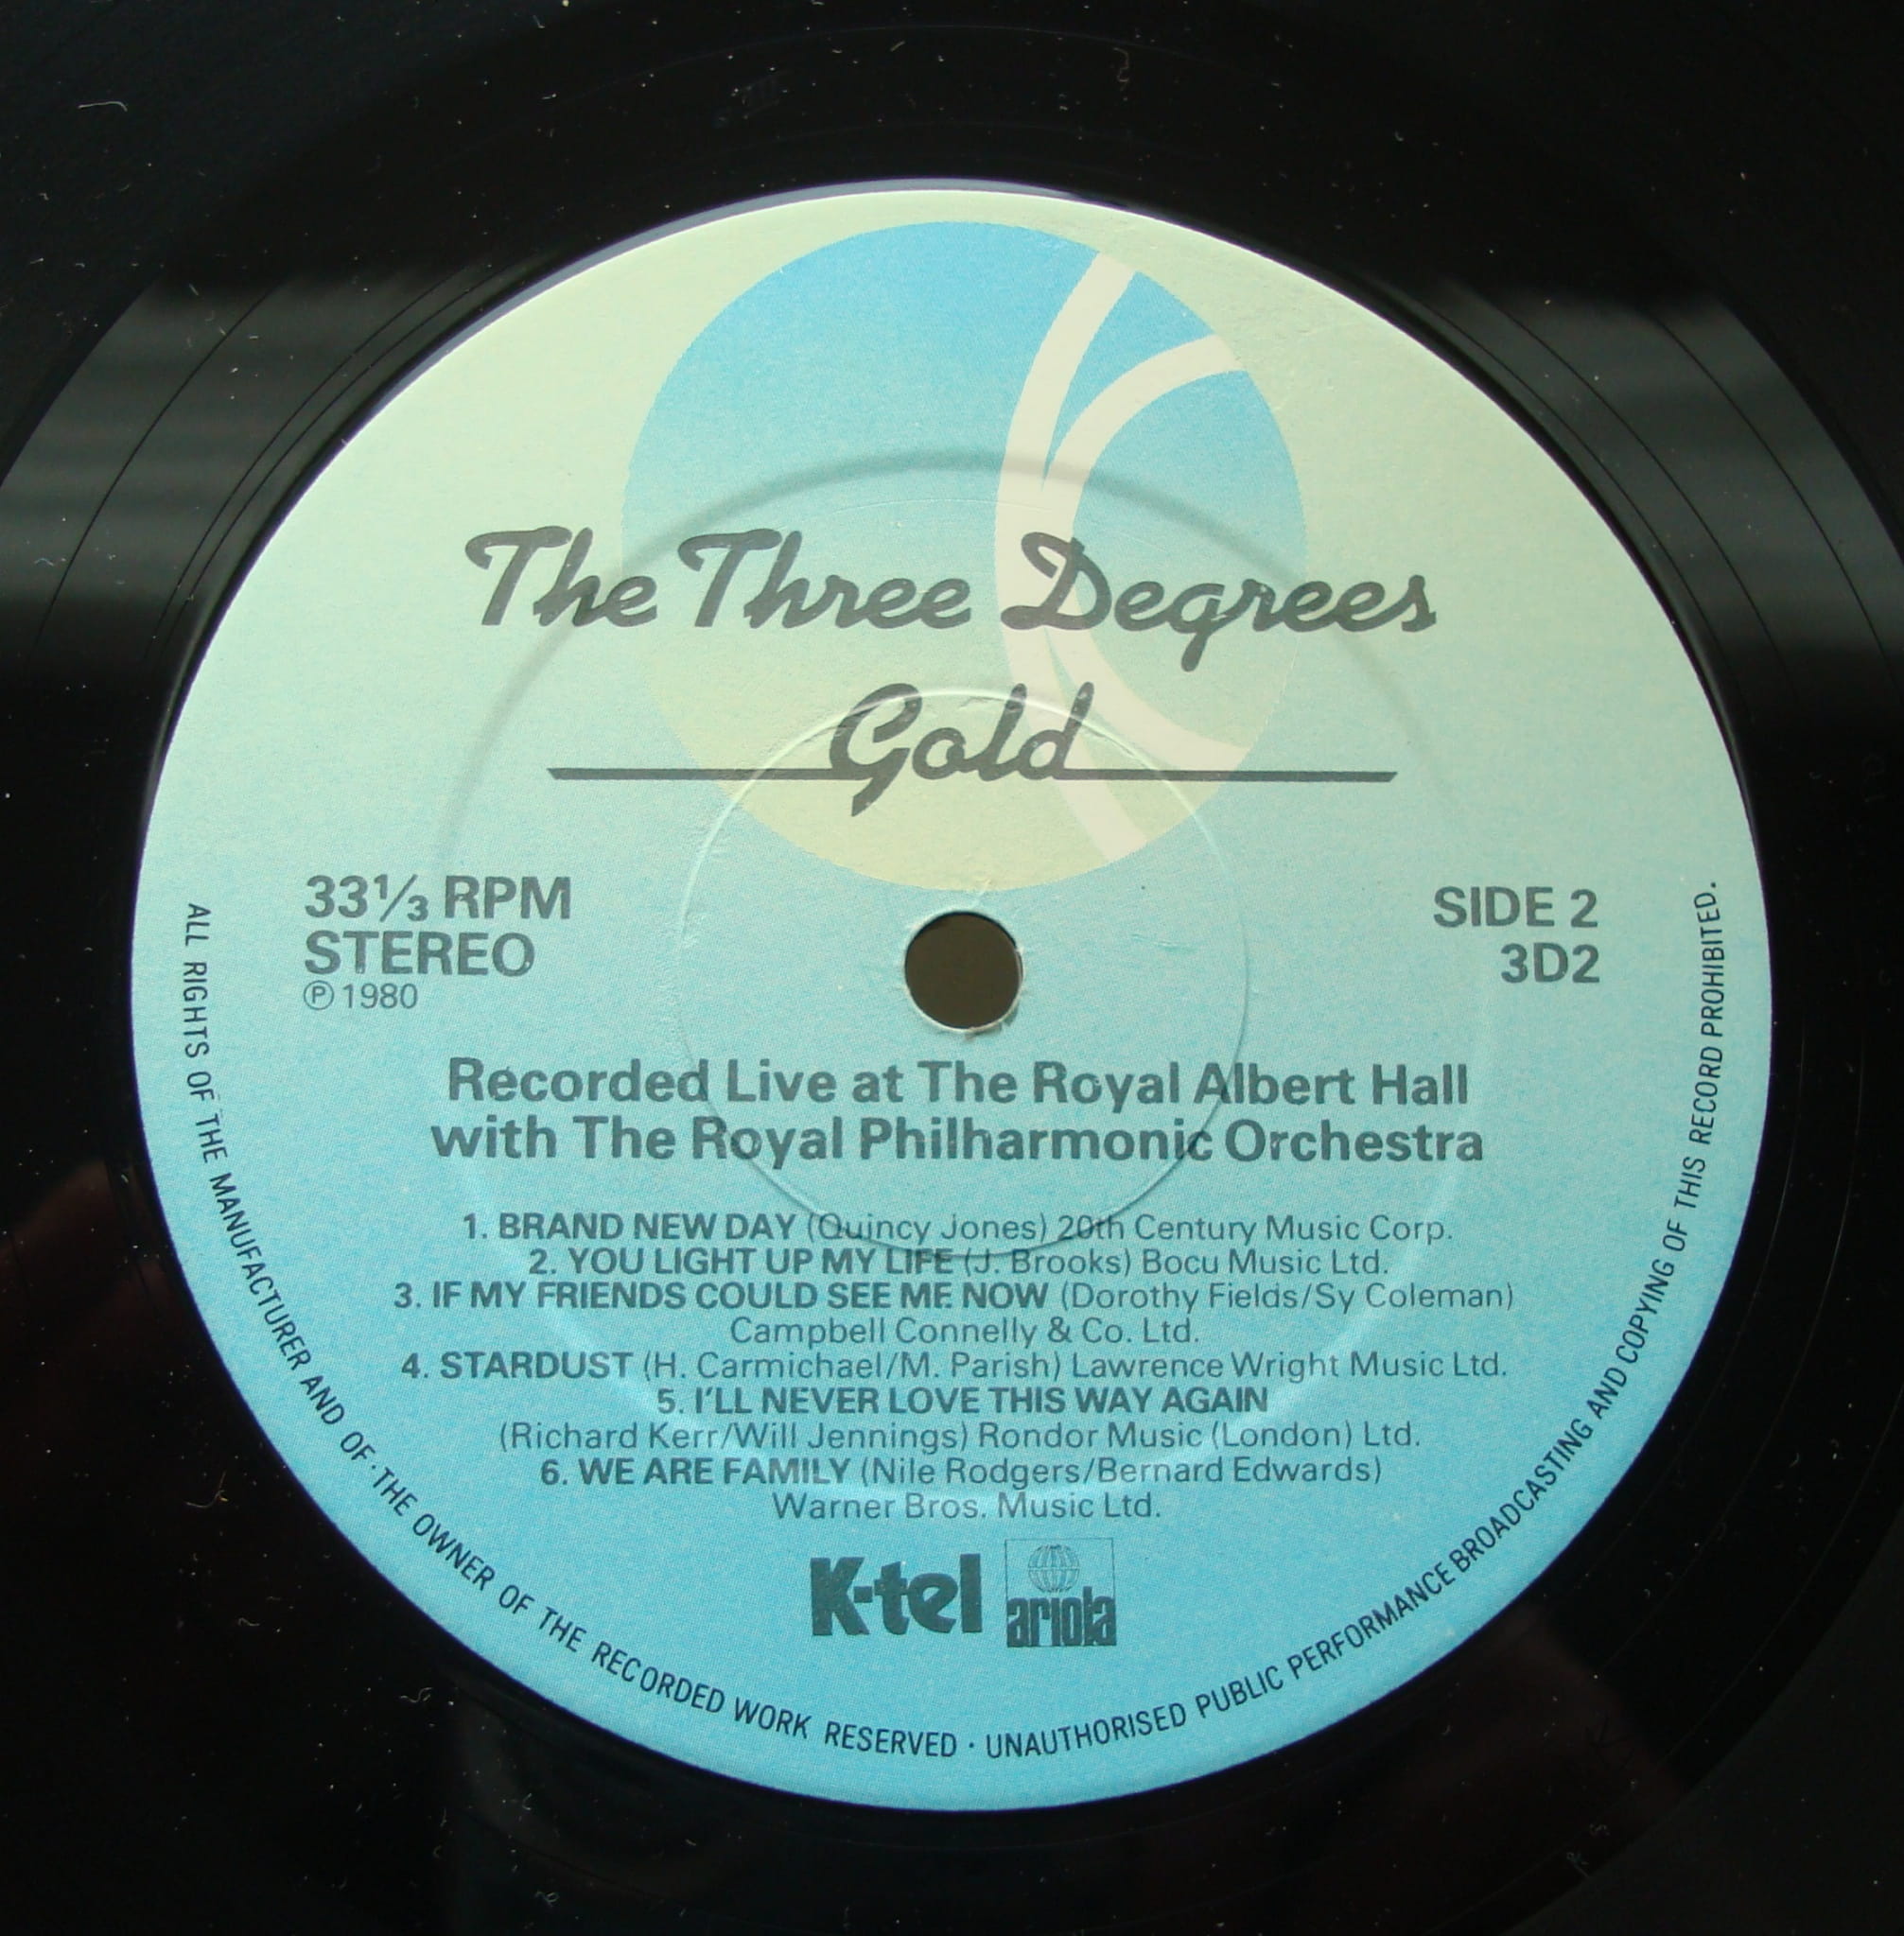 The Three Degrees
Gold
33⅓ RPM
STEREO
℗ 1980
SIDE 2
3D2
Recorded Live at The Royal Albert Hall
with The Royal Philharmonic Orchestra
1. BRAND NEW DAY (Quincy Jones) 20th Century Music Corp.
2. YOU LIGHT UP MY LIFE (J. Brooks) Bocu Music Ltd.
3. IF MY FRIENDS COULD SEE ME NOW (Dorothy Fields/Sy Coleman)
Campbell Connelly & Co. Ltd.
4. STARDUST (H. Carmichael/M. Parish) Lawrence Wright Music Ltd.
5. I'LL NEVER LOVE THIS WAY AGAIN
(Richard Kerr/Will Jennings) Rondor Music (London) Ltd.
6. WE ARE FAMILY (Nile Rodgers/Bernard Edwards)
Warner Bros. Music Ltd.
K-tel
ariola
ALL RIGHTS OF THE MANUFACTURER AND OF·THE OWNER OF THE RECORDED WORK RESERVED · UNAUTHORISED PUBLIC PERFORMANCE BROADCASTING AND COPYING OF THIS RECORD PROHIBITED.